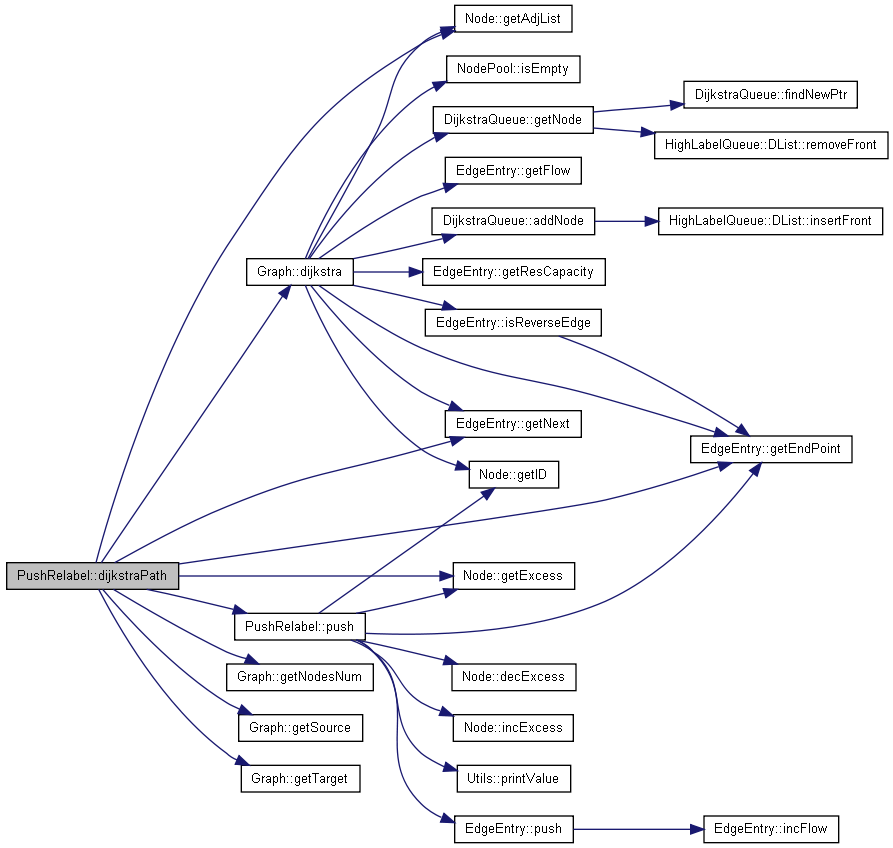 Node::getAdjList
NodePool::isEmpty
DijkstraQueue::findNewPtr
DijkstraQueue::getNode
HighLabelQueue::DList::removeFront
EdgeEntry::getFlow
DijkstraQueue::addNode
HighLabelQueue::DList::insertFront
Graph::dijkstra
EdgeEntry::getResCapacity
EdgeEntry::isReverseEdge
EdgeEntry::getNext
EdgeEntry::getEndPoint
Node::getID
PushRelabel::dijkstraPath
Node::getExcess
PushRelabel::push
Graph::getNodesNum
Node::decExcess
Graph::getSource
Node::incExcess
Graph::getTarget
Utils::printValue
EdgeEntry::push
EdgeEntry::incFlow